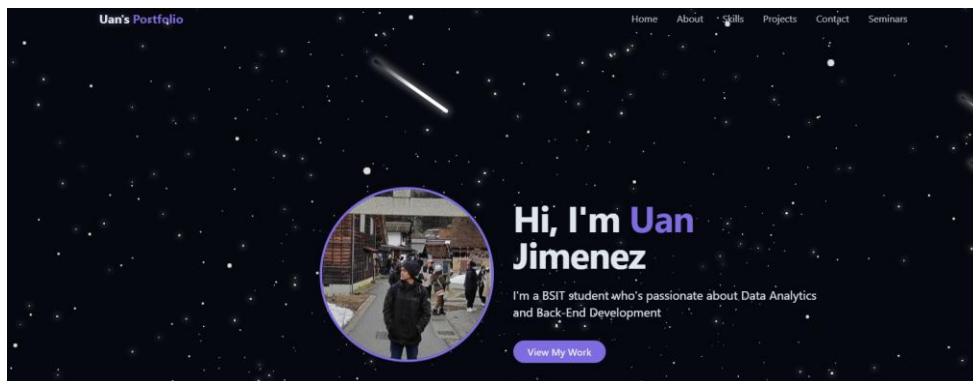 Uan's Portfolio
Home About Skills Projects Contact Seminars
Hi, I'm Uan
Jimenez
I'm a BSIT student who's passionate about Data Analytics
and Back-End Development
View My Work